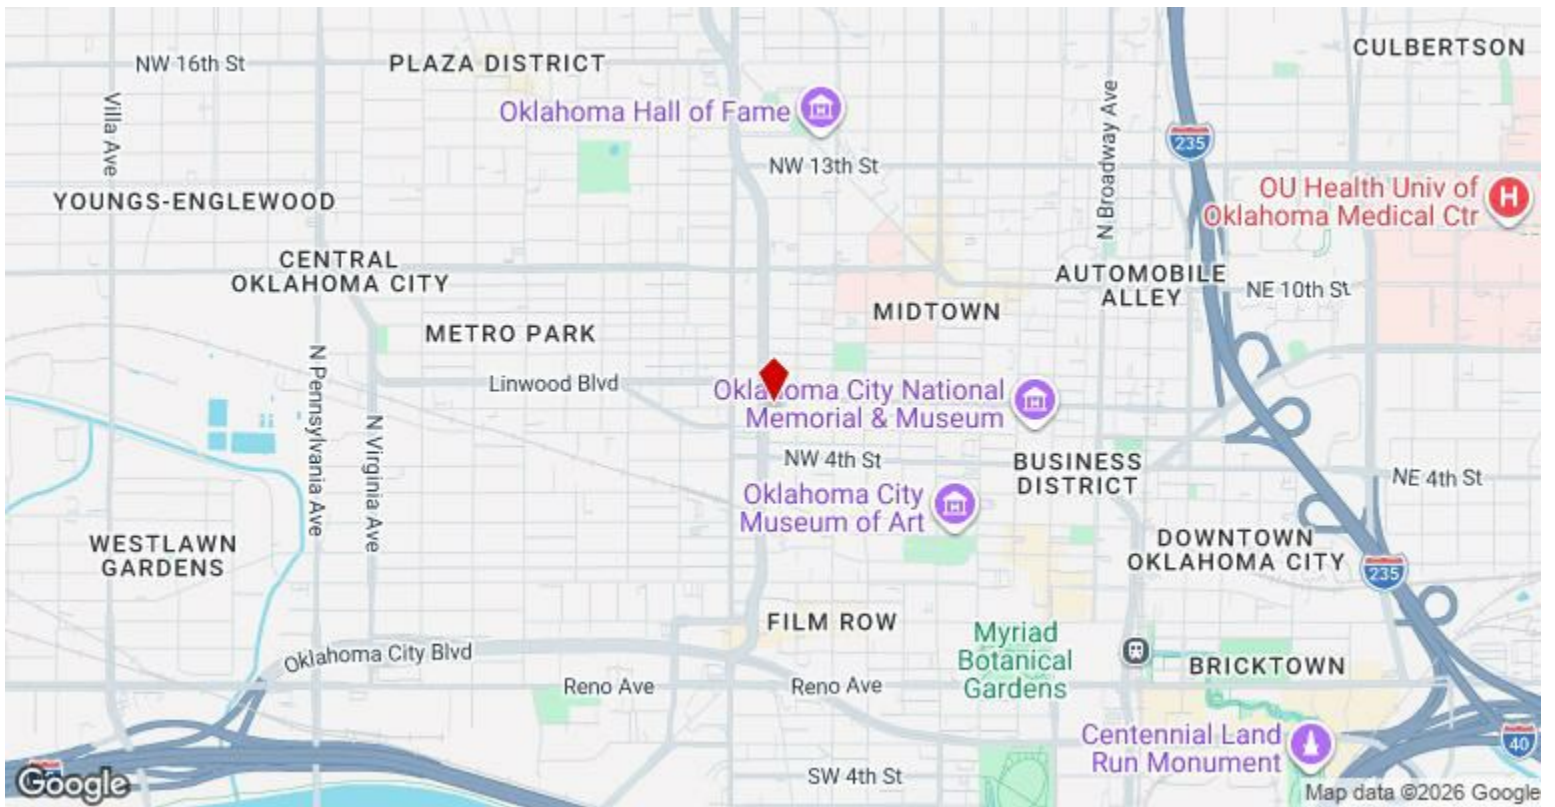 CULBERTSON
NW 16th St
PLAZA DISTRICT
Oklahoma Hall of Fame
Villa Ave
N Broadway Ave
235
NW 13th St
OU Health Univ of
Oklahoma Medical Ctr
H
YOUNGS-ENGLEWOOD
CENTRAL
OKLAHOMA CITY
AUTOMOBILE
ALLEY
NE 10th St
MIDTOWN
METRO PARK
Linwood Blvd
Oklahoma City National
Memorial & Museum
N Pennsylvania Ave
N Virginia Ave
NW 4th St
BUSINESS
DISTRICT
NE 4th St
Oklahoma City
Museum of Art
WESTLAWN
GARDENS
DOWNTOWN
OKLAHOMA CITY
235
FILM ROW
Myriad
Botanical
Gardens
Oklahoma City Blvd
BRICKTOWN
Reno Ave
Reno Ave
Centennial Land
Run Monument
40
SW 4th St
Google
Map data ©2026 Google